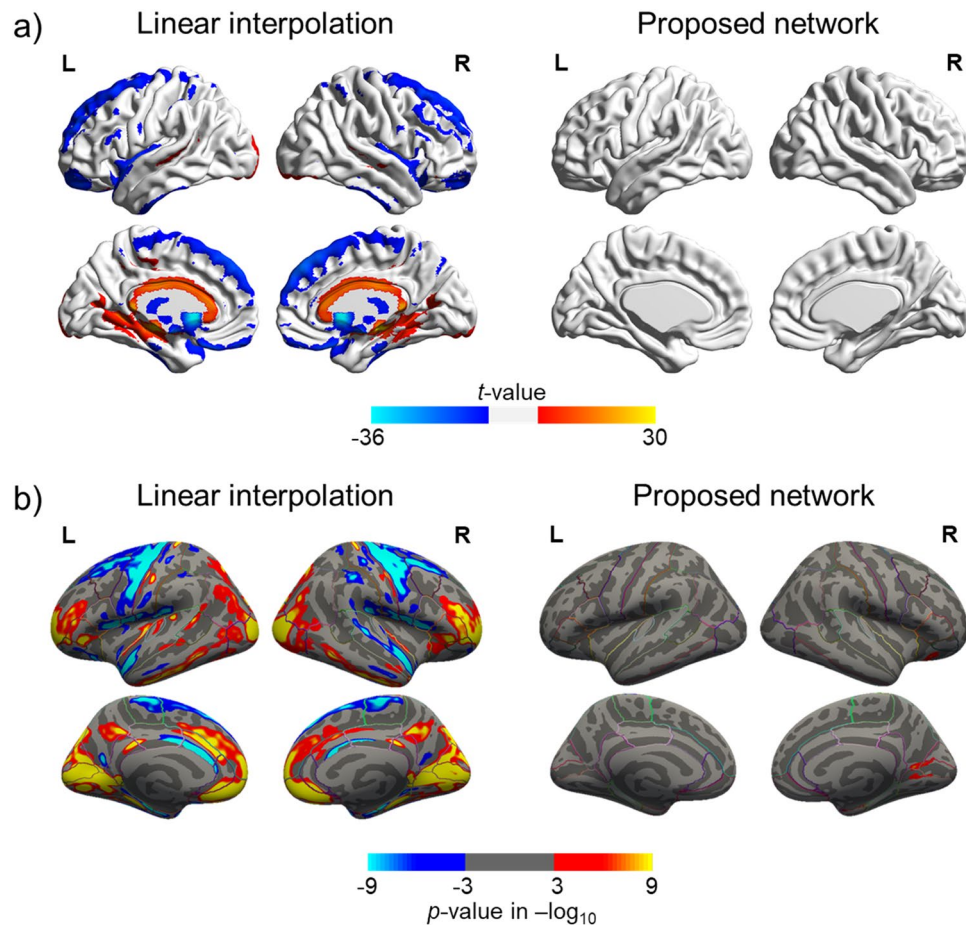 a)
Linear interpolation
Proposed network
L
R
L
R
t-value
-36
30
b)
Linear interpolation
Proposed network
L
R
L
R
-9
-3
3
9
p-value in –log10